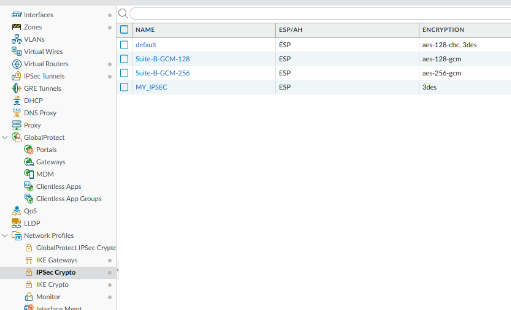 Interfaces
Zones
VLANs
Virtual Wires
Virtual Routers
IPSec Tunnels
GRE Tunnels
DHCP
DNS Proxy
Proxy
GlobalProtect
Portals
Gateways
MDM
Clientless Apps
Clientless App Groups
QoS
LLDP
Network Profiles
GlobalProtect IPSec Crypto
IKE Gateways
IPSec Crypto
IKE Crypto
Monitor
Interface Mgmt
NAME ESP/AH ENCRYPTION
default ESP aes-128-cbc, 3des
Suite-B-GCM-128 ESP aes-128-gcm
Suite-B-GCM-256 ESP aes-256-gcm
MY_IPSEC ESP 3des